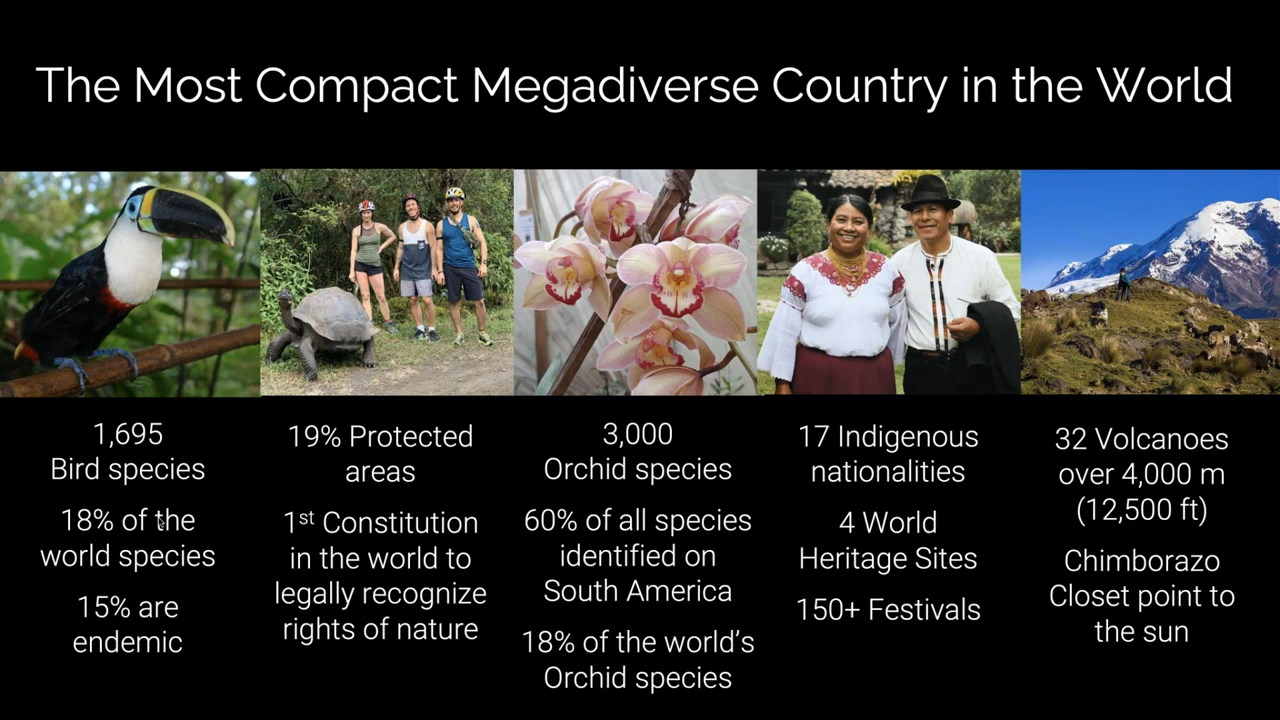 The Most Compact Megadiverse Country in the World
1,695
Bird species
18% of the
world species
15% are
endemic
19% Protected
areas
1st Constitution
in the world to
legally recognize
rights of nature
3,000
Orchid species
60% of all species
identified on
South America
18% of the world’s
Orchid species
17 Indigenous
nationalities
4 World
Heritage Sites
150+ Festivals
32 Volcanoes
over 4,000 m
(12,500 ft)
Chimborazo
Closet point to
the sun